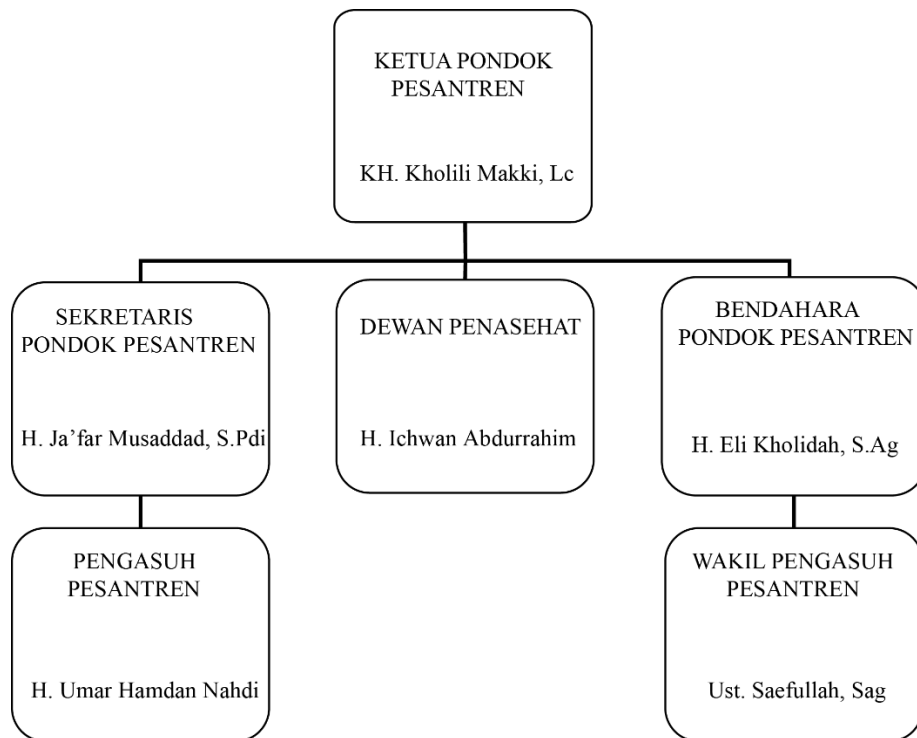 KETUA PONDOK
PESANTREN
KH. Kholili Makki, Lc
SEKRETARIS
PONDOK PESANTREN
H. Ja’far Musaddad, S.Pdi
DEWAN PENASEHAT
H. Ichwan Abdurrahim
BENDAHARA
PONDOK PESANTREN
H. Eli Kholidah, S.Ag
PENGASUH
PESANTREN
H. Umar Hamdan Nahdi
WAKIL PENGASUH
PESANTREN
Ust. Saefullah, Sag